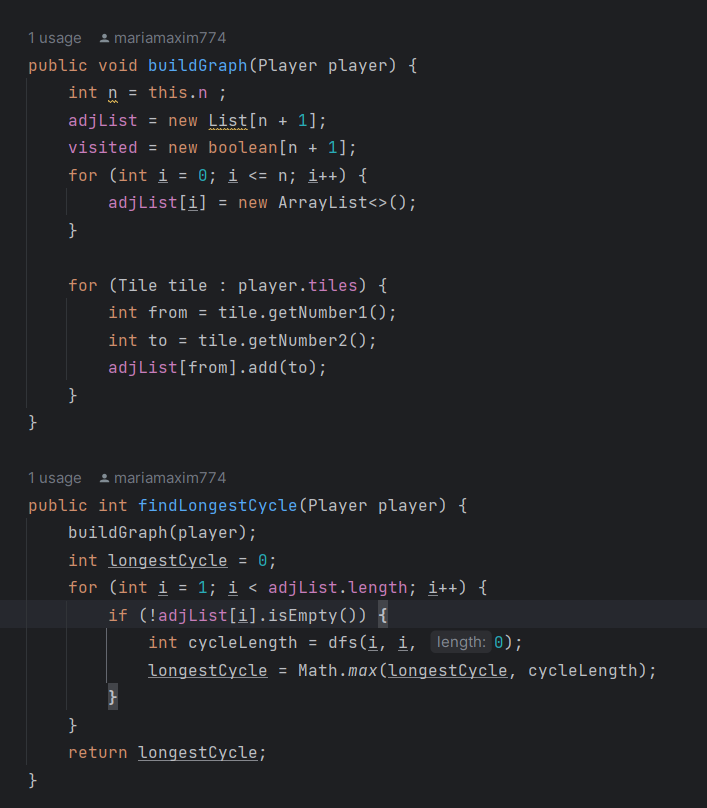 1 usage mariamaxim774
public void buildGraph(Player player) {
int n = this.n ;
adjList = new List[n + 1];
visited = new boolean[n + 1];
for (int i = 0; i <= n; i++) {
adjList[i] = new ArrayList<>();
}
for (Tile tile : player.tiles) {
int from = tile.getNumber1();
int to = tile.getNumber2();
adjList[from].add(to);
}
}
1 usage mariamaxim774
public int findLongestCycle(Player player) {
buildGraph(player);
int longestCycle = 0;
for (int i = 1; i < adjList.length; i++) {
if (!adjList[i].isEmpty()) {
int cycleLength = dfs(i, i, length: 0);
longestCycle = Math.max(longestCycle, cycleLength);
}
}
return longestCycle;
}